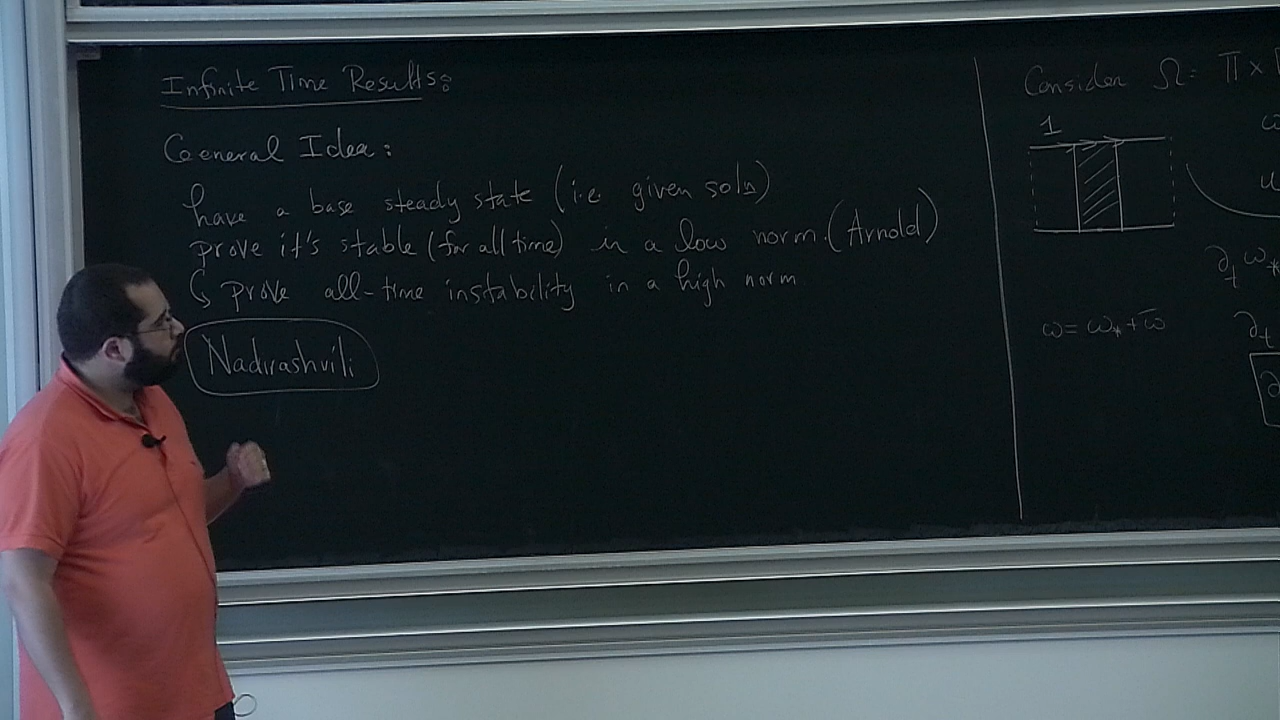 Infinite Time Results:
General Idea:
have a base steady state (i.e. given soln)
prove it's stable (for all time) in a low norm. (Arnold)
↳ prove all-time instability in a high norm
Nadirashvili
Consider Ω = 𝕋 ×
1
ω
u
∂ₜ ω*
ω = ω* + ω̃
∂ₜ
∂